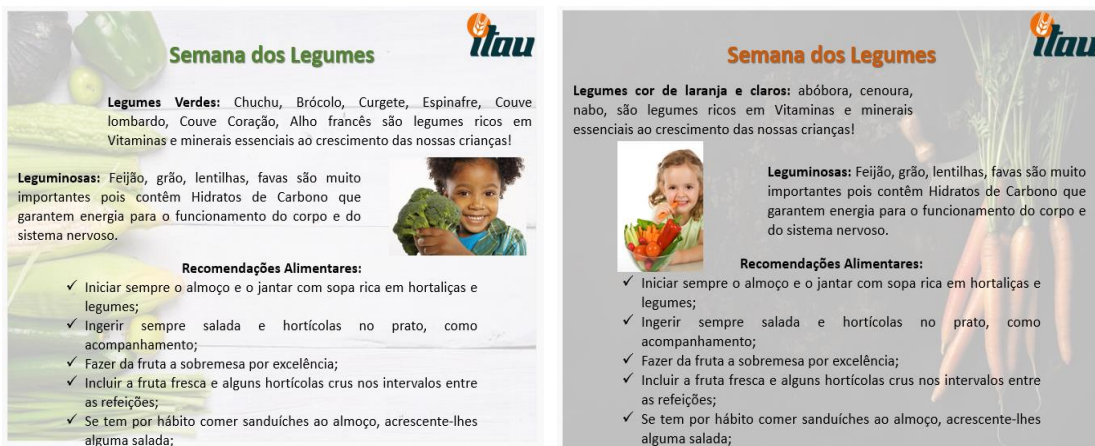 itau
Semana dos Legumes
Legumes Verdes: Chuchu, Brócolo, Curgete, Espinafre, Couve
lombardo, Couve Coração, Alho francês são legumes ricos em
Vitaminas e minerais essenciais ao crescimento das nossas crianças!
Leguminosas: Feijão, grão, lentilhas, favas são muito
importantes pois contêm Hidratos de Carbono que
garantem energia para o funcionamento do corpo e do
sistema nervoso.
Recomendações Alimentares:
✓ Iniciar sempre o almoço e o jantar com sopa rica em hortaliças e
legumes;
✓ Ingerir sempre salada e hortícolas no prato, como
acompanhamento;
✓ Fazer da fruta a sobremesa por excelência;
✓ Incluir a fruta fresca e alguns hortícolas crus nos intervalos entre
as refeições;
✓ Se tem por hábito comer sanduíches ao almoço, acrescente-lhes
alguma salada;
itau
Semana dos Legumes
Legumes cor de laranja e claros: abóbora, cenoura,
nabo, são legumes ricos em Vitaminas e minerais
essenciais ao crescimento das nossas crianças!
Leguminosas: Feijão, grão, lentilhas, favas são muito
importantes pois contêm Hidratos de Carbono que
garantem energia para o funcionamento do corpo e
do sistema nervoso.
Recomendações Alimentares:
✓ Iniciar sempre o almoço e o jantar com sopa rica em hortaliças e
legumes;
✓ Ingerir sempre salada e hortícolas no prato, como
acompanhamento;
✓ Fazer da fruta a sobremesa por excelência;
✓ Incluir a fruta fresca e alguns hortícolas crus nos intervalos entre
as refeições;
✓ Se tem por hábito comer sanduíches ao almoço, acrescente-lhes
alguma salada;